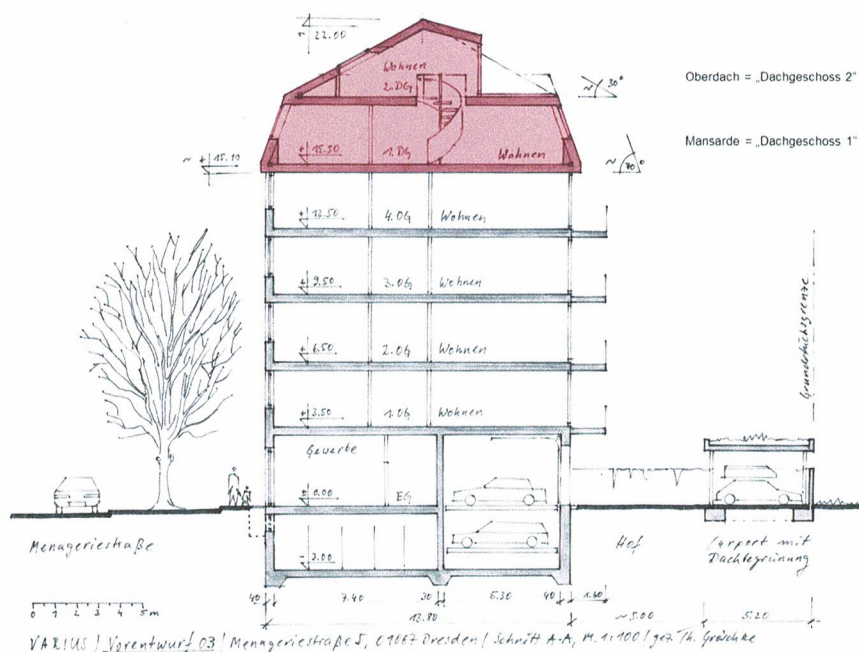 22.00
Wohnen
2. DG
~ 30°
Oberdach = „Dachgeschoss 2"
Mansarde = „Dachgeschoss 1"
+ 15.50 1. DG Wohnen
~ + 15.10
~ 70°
+ 12.50 4. OG Wohnen
+ 9.50 3. OG Wohnen
+ 6.50 2. OG Wohnen
+ 3.50 1. OG Wohnen
Grundstücksgrenze
Gewerbe
± 0.00 EG
Menageriestraße
- 3.00
Hof
Carport mit
Dachbegrünung
40 7.40 30 5.30 40 1.60
13.80 ~5.00 5.20
0 1 2 3 4 5m
VARIUS / Vorentwurf 03 / Menageriestraße 5, 01067 Dresden / Schnitt A-A, M. 1:100 / gez. Th. Gröschke